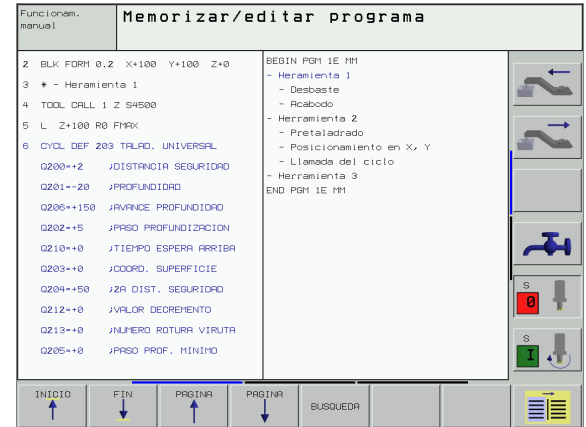 Funcionam.
manual
Memorizar/editar programa
2 BLK FORM 0.2 X+100 Y+100 Z+0
3 * - Heramienta 1
4 TOOL CALL 1 Z S4500
5 L Z+100 R0 FMAX
6 CYCL DEF 203 TALAD. UNIVERSAL
Q200=+2 ;DISTANCIA SEGURIDAD
Q201=-20 ;PROFUNDIDAD
Q206=+150 ;AVANCE PROFUNDIDAD
Q202=+5 ;PASO PROFUNDIZACION
Q210=+0 ;TIEMPO ESPERA ARRIBA
Q203=+0 ;COORD. SUPERFICIE
Q204=+50 ;2A DIST. SEGURIDAD
Q212=+0 ;VALOR DECREMENTO
Q213=+0 ;NUMERO ROTURA VIRUTA
Q205=+0 ;PASO PROF. MINIMO
BEGIN PGM 1E MM
- Heramienta 1
- Desbaste
- Acabodo
- Herramienta 2
- Pretaladrado
- Posicionamiento en X, Y
- Llamada del ciclo
- Herramienta 3
END PGM 1E MM
S
0
S
I
INICIO
FIN
PAGINA
PAGINA
BUSQUEDA